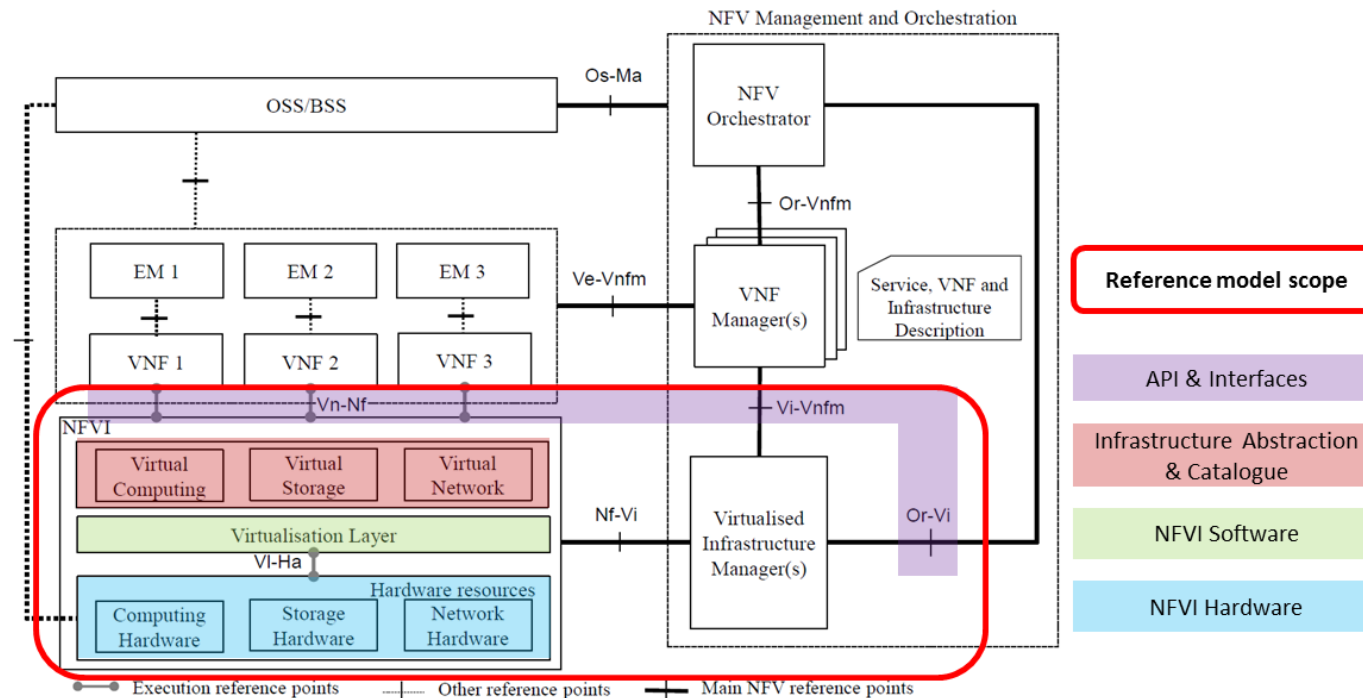 NFV Management and Orchestration
OSS/BSS
Os-Ma
NFV
Orchestrator
Or-Vnfm
EM 1
EM 2
EM 3
Ve-Vnfm
VNF
Manager(s)
Service, VNF and
Infrastructure
Description
Reference model scope
VNF 1
VNF 2
VNF 3
API & Interfaces
Vn-Nf
Vi-Vnfm
NFVI
Virtual
Computing
Virtual
Storage
Virtual
Network
Infrastructure Abstraction
& Catalogue
Virtualisation Layer
Nf-Vi
Virtualised
Infrastructure
Manager(s)
Or-Vi
NFVI Software
VI-Ha
Hardware resources
Computing
Hardware
Storage
Hardware
Network
Hardware
NFVI Hardware
Execution reference points
Other reference points
Main NFV reference points